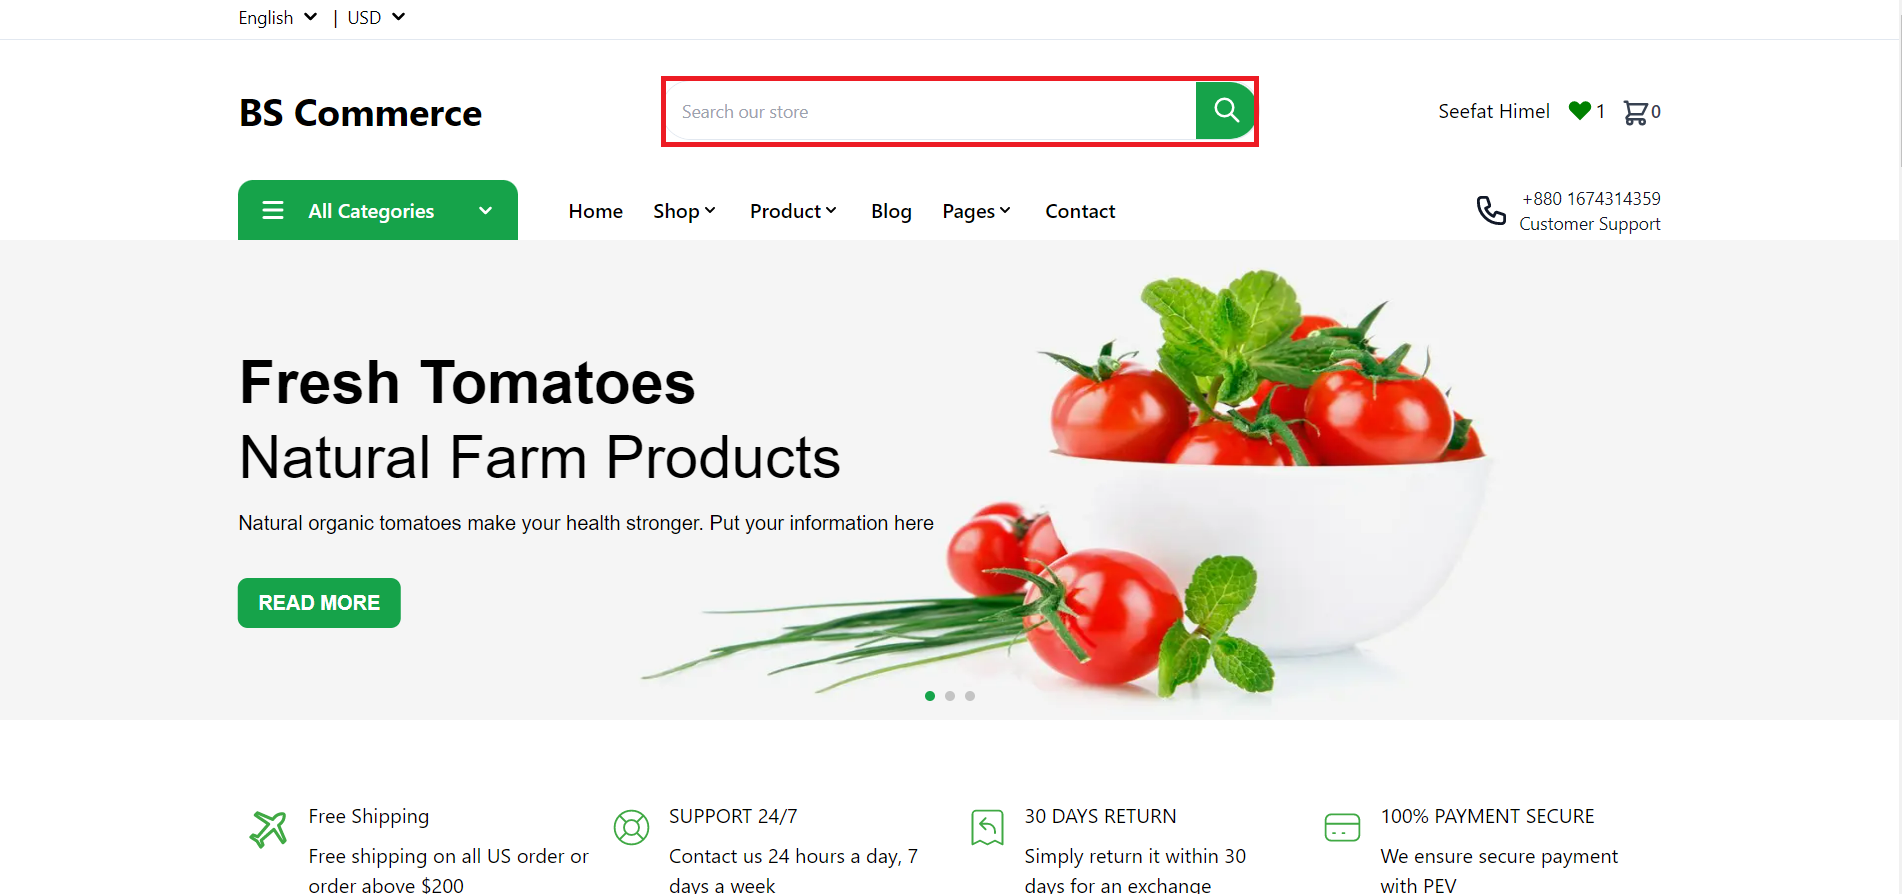 English | USD
BS Commerce
Search our store
Seefat Himel 1 0
All Categories
Home Shop Product Blog Pages Contact
+880 1674314359
Customer Support
Fresh Tomatoes
Natural Farm Products
Natural organic tomatoes make your health stronger. Put your information here
READ MORE
Free Shipping
Free shipping on all US order or
order above $200
SUPPORT 24/7
Contact us 24 hours a day, 7
days a week
30 DAYS RETURN
Simply return it within 30
days for an exchange
100% PAYMENT SECURE
We ensure secure payment
with PEV